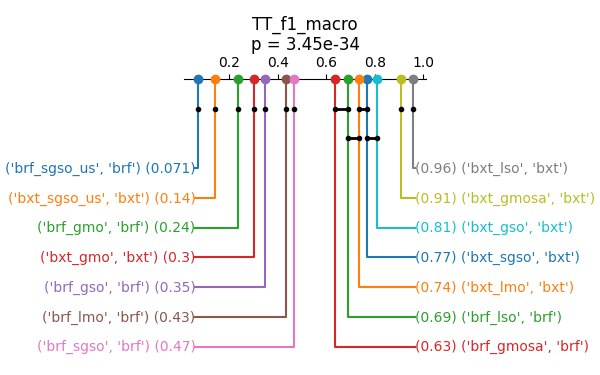 TT_f1_macro
p = 3.45e-34
0.2 0.4 0.6 0.8 1.0
('brf_sgso_us', 'brf') (0.071) (0.96) ('bxt_lso', 'bxt')
('bxt_sgso_us', 'bxt') (0.14) (0.91) ('bxt_gmosa', 'bxt')
('brf_gmo', 'brf') (0.24) (0.81) ('bxt_gso', 'bxt')
('bxt_gmo', 'bxt') (0.3) (0.77) ('bxt_sgso', 'bxt')
('brf_gso', 'brf') (0.35) (0.74) ('bxt_lmo', 'bxt')
('brf_lmo', 'brf') (0.43) (0.69) ('brf_lso', 'brf')
('brf_sgso', 'brf') (0.47) (0.63) ('brf_gmosa', 'brf')